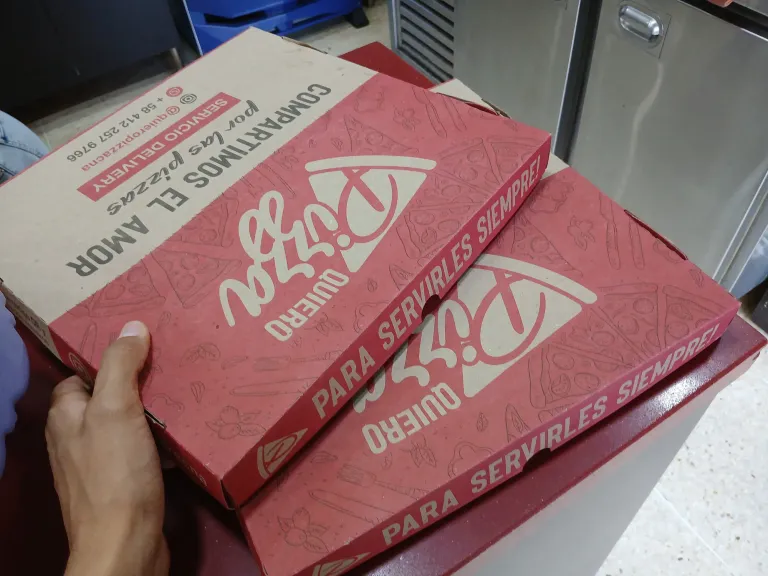 COMPARTIMOS EL AMOR
por las pizzas
SERVICIO DELIVERY
@quieropizzacna
+ 58 412 257 9766
QUIERO
Pizza
PARA SERVIRLES SIEMPRE!
QUIERO
Pizza
PARA SERVIRLES SIEMPRE!